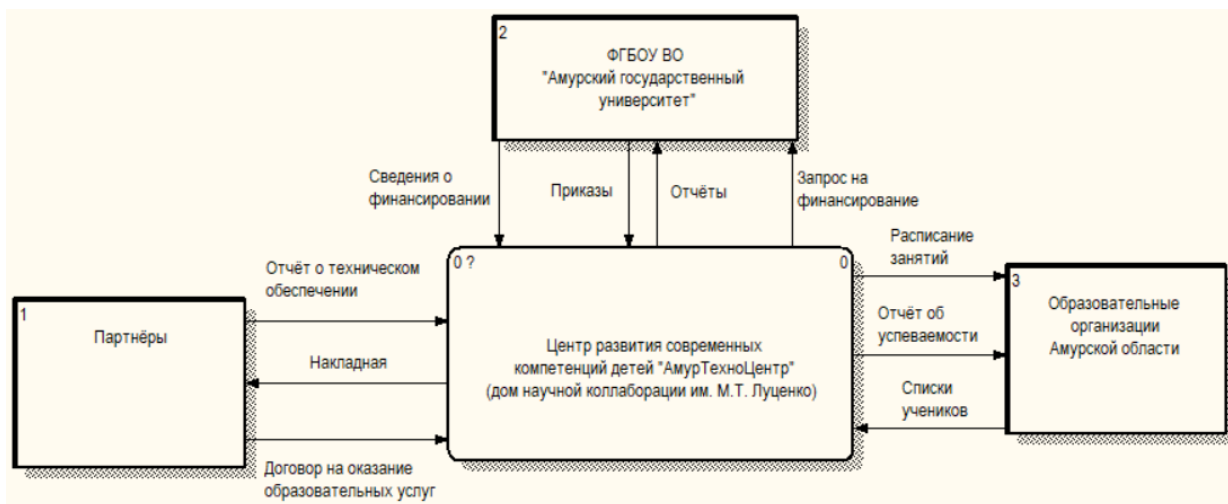 2
ФГБОУ ВО
"Амурский государственный
университет"
Сведения о
финансировании
Приказы
Отчёты
Запрос на
финансирование
Расписание
занятий
Отчёт о техническом
обеспечении
0 ?
0
3
Образовательные
организации
Амурской области
1
Партнёры
Отчёт об
успеваемости
Центр развития современных
компетенций детей "АмурТехноЦентр"
(дом научной коллаборации им. М.Т. Луценко)
Накладная
Списки
учеников
Договор на оказание
образовательных услуг